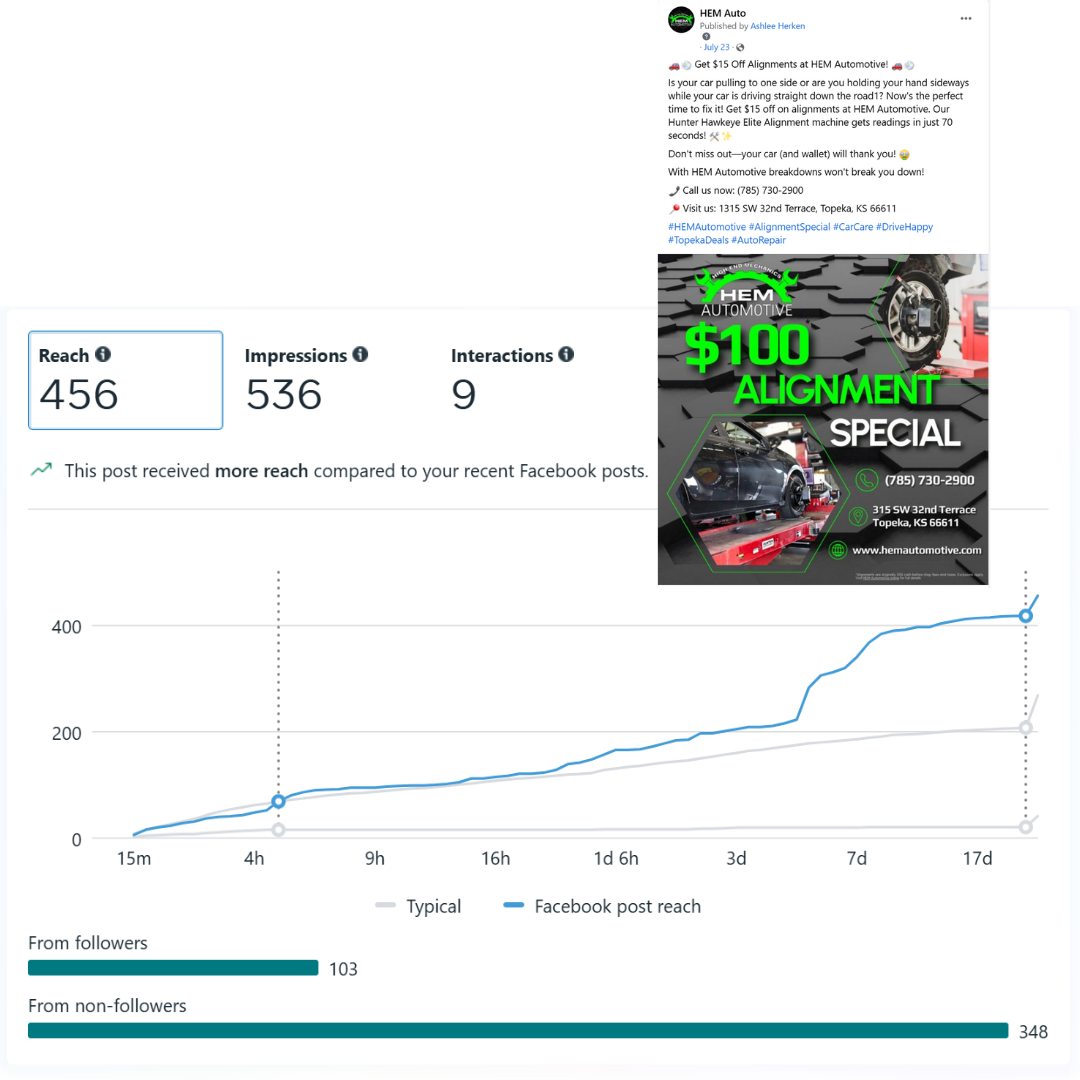 HEM Auto
Published by Ashlee Herken
· July 23 ·
🚗💨 Get $15 Off Alignments at HEM Automotive! 🚗💨
Is your car pulling to one side or are you holding your hand sideways
while your car is driving straight down the road1? Now's the perfect
time to fix it! Get $15 off on alignments at HEM Automotive. Our
Hunter Hawkeye Elite Alignment machine gets readings in just 70
seconds! 🛠️✨
Don't miss out—your car (and wallet) will thank you! 😅
With HEM Automotive breakdowns won't break you down!
📞 Call us now: (785) 730-2900
📍 Visit us: 1315 SW 32nd Terrace, Topeka, KS 66611
#HEMAutomotive #AlignmentSpecial #CarCare #DriveHappy
#TopekaDeals #AutoRepair
HIGH END MECHANICS
HEM
AUTOMOTIVE
$100
ALIGNMENT
SPECIAL
(785) 730-2900
315 SW 32nd Terrace
Topeka, KS 66611
www.hemautomotive.com
Reach
456
Impressions
536
Interactions
9
This post received more reach compared to your recent Facebook posts.
400
200
0
15m 4h 9h 16h 1d 6h 3d 7d 17d
Typical Facebook post reach
From followers
103
From non-followers
348